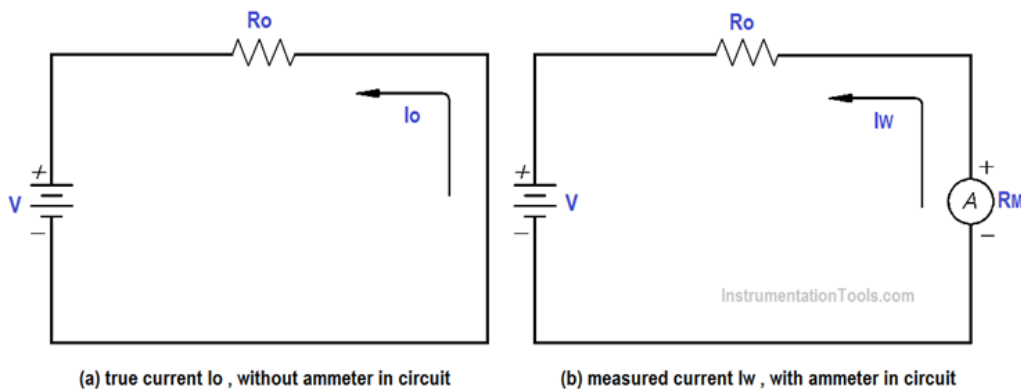 Ro
Io
+
V
−
(a) true current Io , without ammeter in circuit
Ro
Iw
+
V
−
+
A
RM
−
InstrumentationTools.com
(b) measured current Iw , with ammeter in circuit